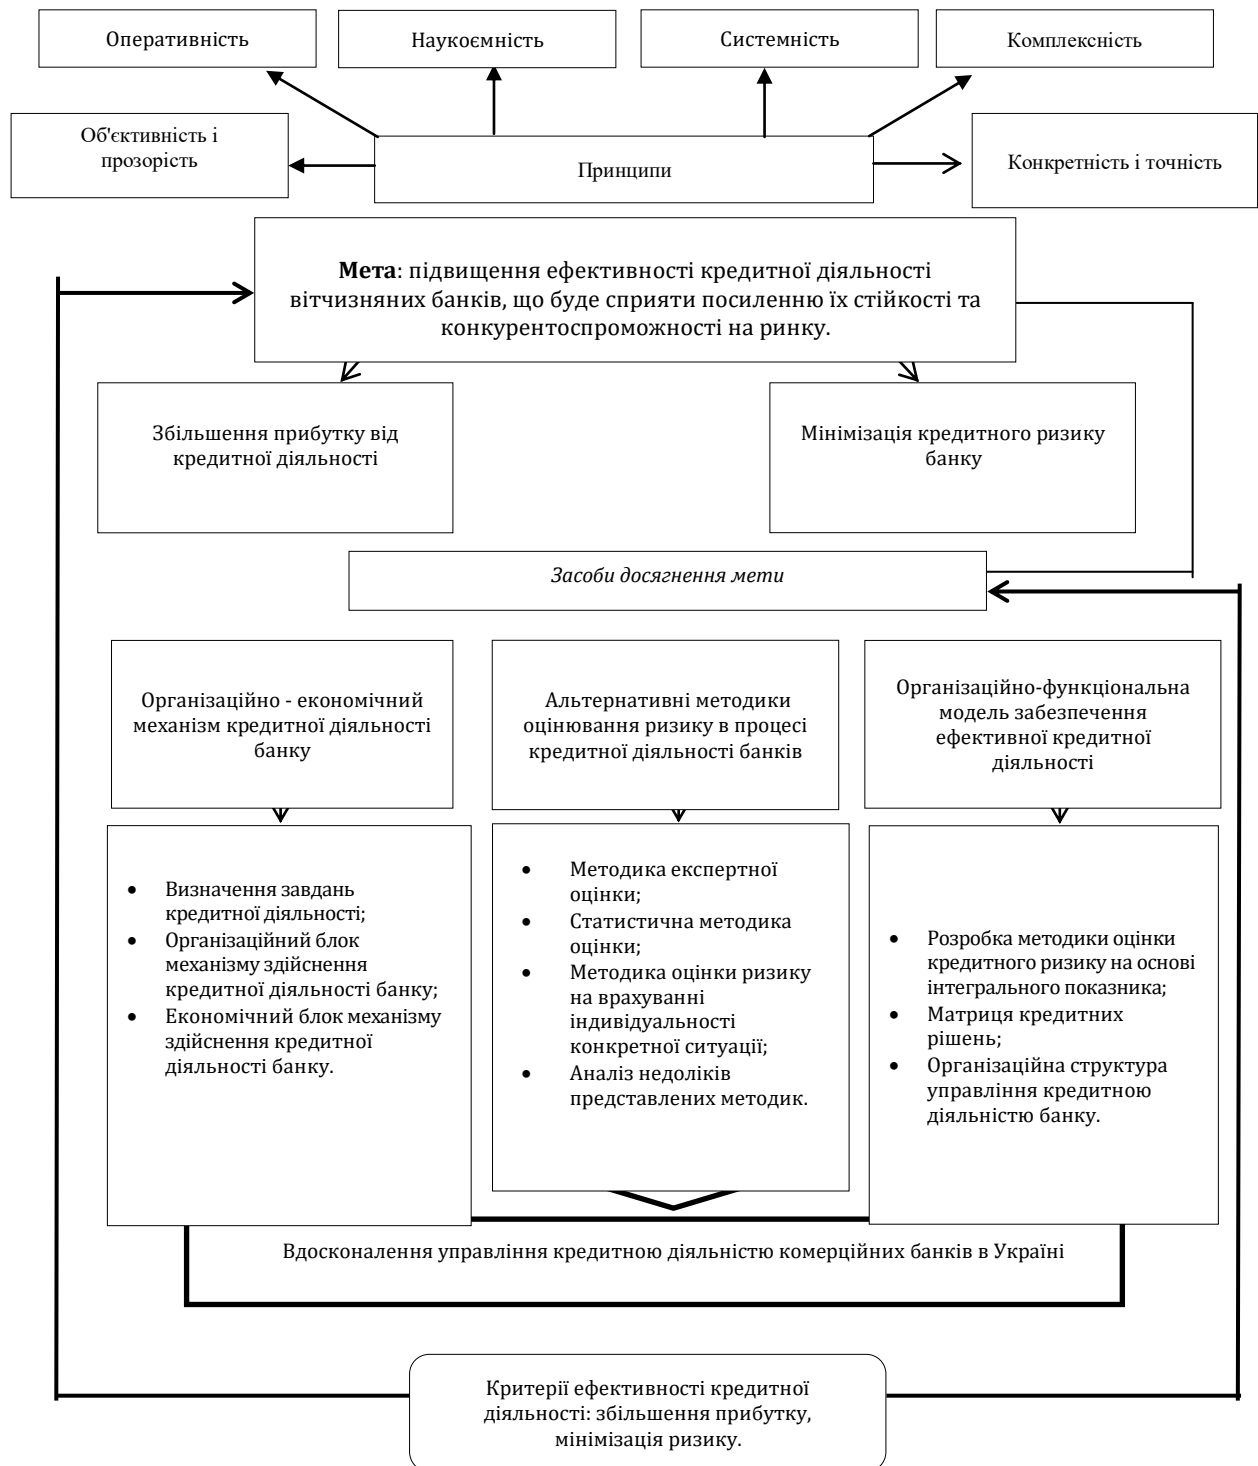 Оперативність
Наукоємність
Системність
Комплексність
Об'єктивність і
прозорість
Принципи
Конкретність і точність
Мета: підвищення ефективності кредитної діяльності
вітчизняних банків, що буде сприяти посиленню їх стійкості та
конкурентоспроможності на ринку.
Збільшення прибутку від
кредитної діяльності
Мінімізація кредитного ризику
банку
Засоби досягнення мети
Організаційно - економічний
механізм кредитної діяльності
банку
Альтернативні методики
оцінювання ризику в процесі
кредитної діяльності банків
Організаційно-функціональна
модель забезпечення
ефективної кредитної
діяльності
• Визначення завдань
кредитної діяльності;
• Організаційний блок
механізму здійснення
кредитної діяльності банку;
• Економічний блок механізму
здійснення кредитної
діяльності банку.
• Методика експертної
оцінки;
• Статистична методика
оцінки;
• Методика оцінки ризику
на врахуванні
індивідуальності
конкретної ситуації;
• Аналіз недоліків
представлених методик.
• Розробка методики оцінки
кредитного ризику на основі
інтегрального показника;
• Матриця кредитних
рішень;
• Організаційна структура
управління кредитною
діяльністю банку.
Вдосконалення управління кредитною діяльністю комерційних банків в Україні
Критерії ефективності кредитної
діяльності: збільшення прибутку,
мінімізація ризику.